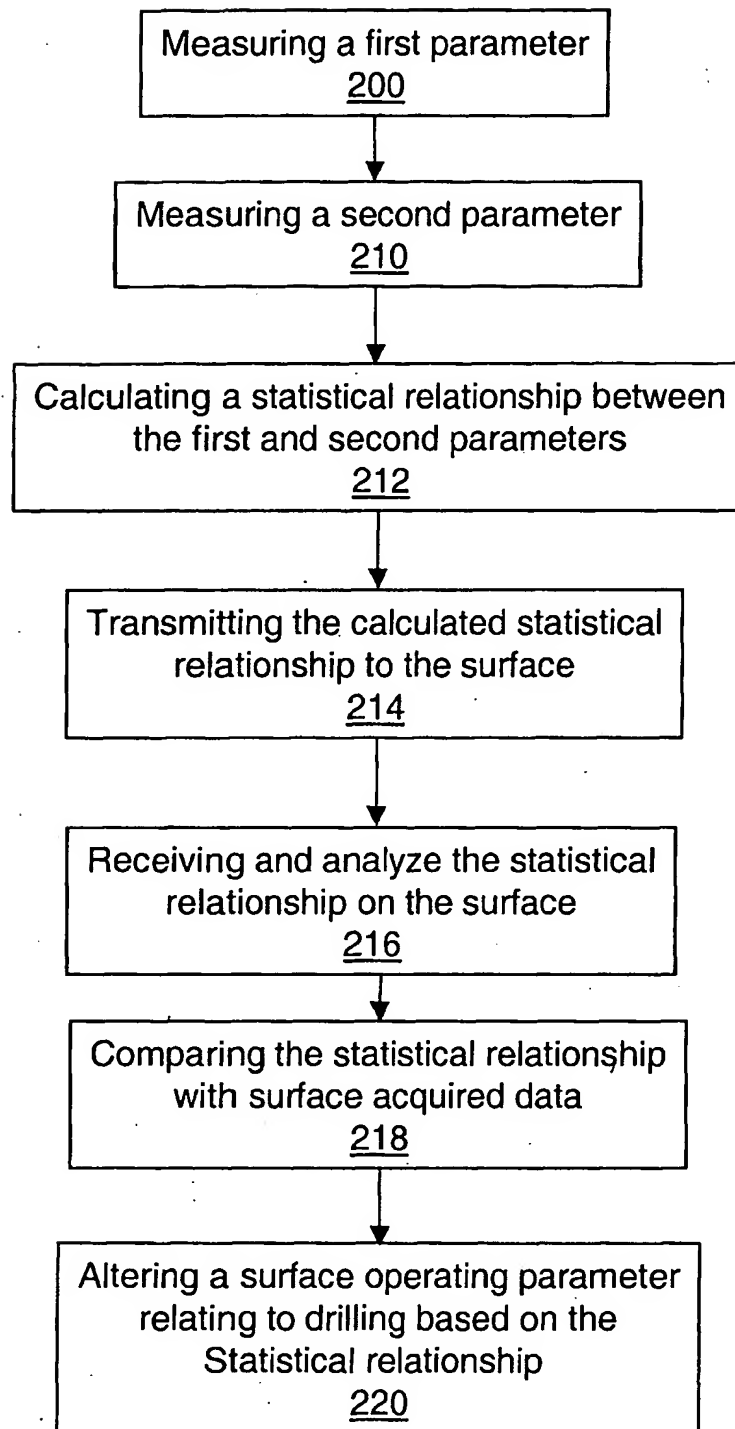 Measuring a first parameter
200
Measuring a second parameter
210
Calculating a statistical relationship between
the first and second parameters
212
Transmitting the calculated statistical
relationship to the surface
214
Receiving and analyze the statistical
relationship on the surface
216
Comparing the statistical relationship
with surface acquired data
218
Altering a surface operating parameter
relating to drilling based on the
Statistical relationship
220